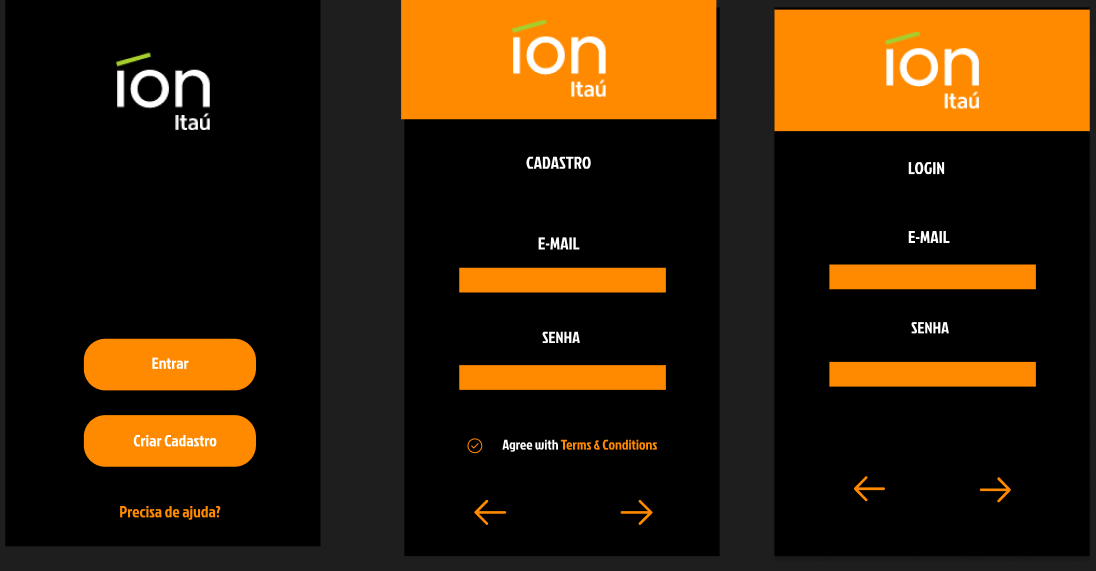 íon
Itaú
Entrar
Criar Cadastro
Precisa de ajuda?
íon
Itaú
CADASTRO
E-MAIL
SENHA
Agree with Terms & Conditions
íon
Itaú
LOGIN
E-MAIL
SENHA